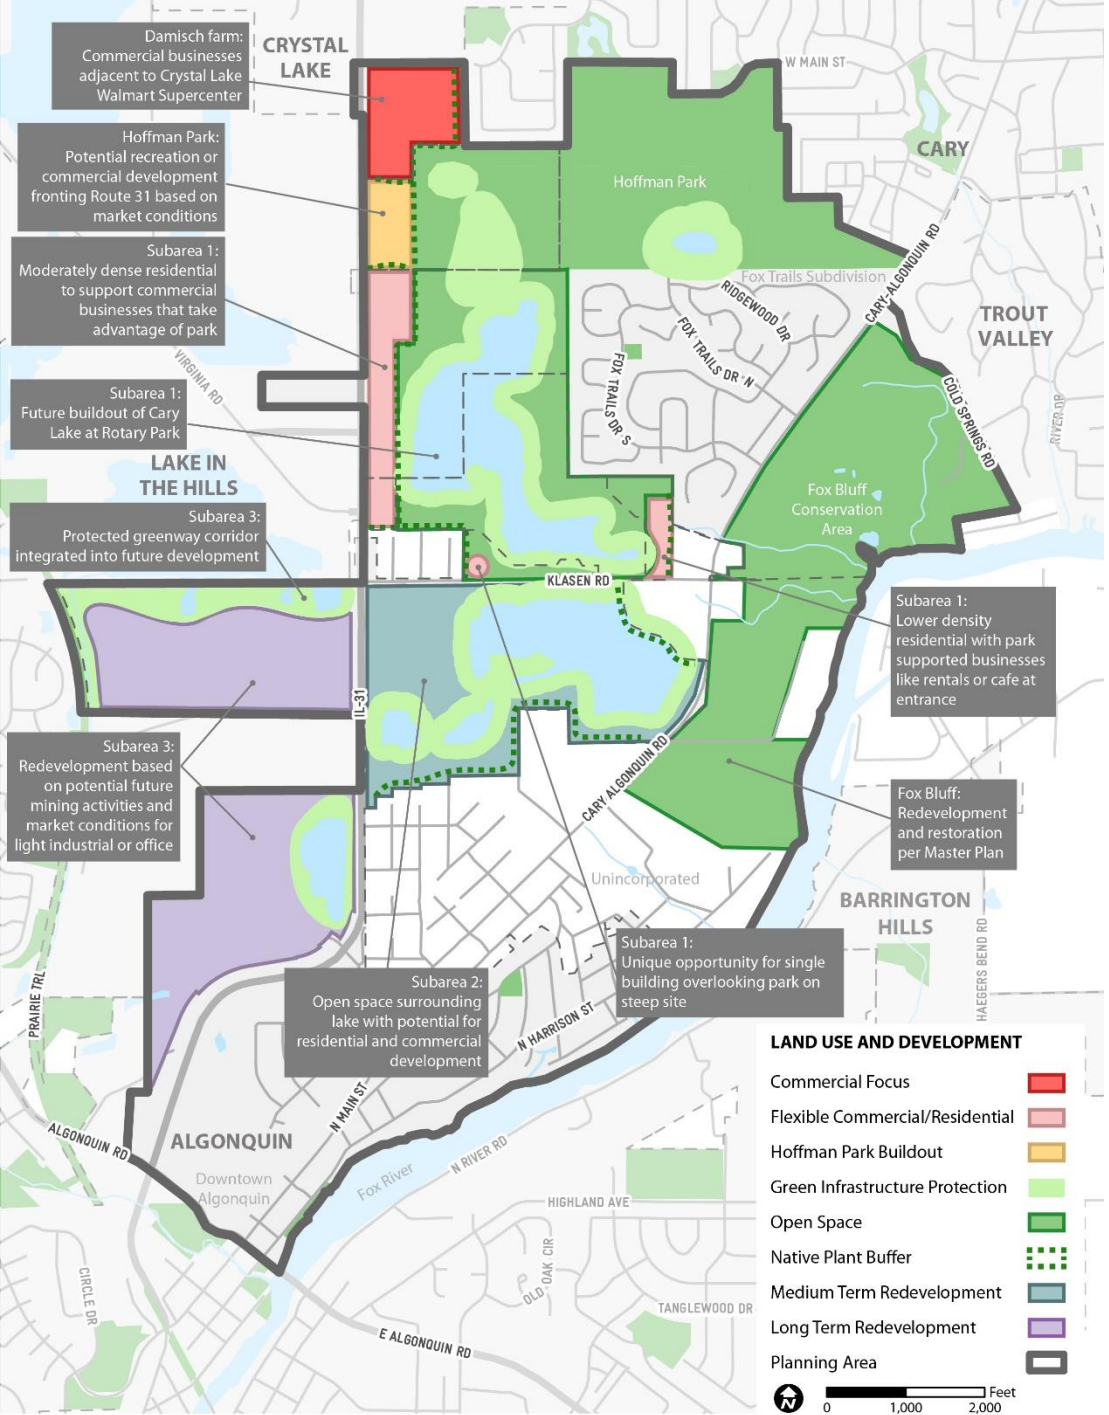 Damisch farm:
Commercial businesses
adjacent to Crystal Lake
Walmart Supercenter
CRYSTAL
LAKE
W MAIN ST
Hoffman Park:
Potential recreation or
commercial development
fronting Route 31 based on
market conditions
CARY
Hoffman Park
Subarea 1:
Moderately dense residential
to support commercial
businesses that take
advantage of park
Fox Trails Subdivision
CARY-ALGONQUIN RD
RIDGEWOOD DR
FOX TRAILS DR N
FOX TRAILS DR S
TROUT
VALLEY
COLD SPRINGS RD
RIVER DR
VIRGINIA RD
Subarea 1:
Future buildout of Cary
Lake at Rotary Park
LAKE IN
THE HILLS
Fox Bluff
Conservation
Area
Subarea 3:
Protected greenway corridor
integrated into future development
KLASEN RD
Subarea 1:
Lower density
residential with park
supported businesses
like rentals or cafe at
entrance
IL-31
Subarea 3:
Redevelopment based
on potential future
mining activities and
market conditions for
light industrial or office
CARY ALGONQUIN RD
Fox Bluff:
Redevelopment
and restoration
per Master Plan
Unincorporated
BARRINGTON
HILLS
HAEGERS BEND RD
Subarea 1:
Unique opportunity for single
building overlooking park on
steep site
Subarea 2:
Open space surrounding
lake with potential for
residential and commercial
development
PRAIRIE TRL
N HARRISON ST
N MAIN ST
ALGONQUIN RD
ALGONQUIN
Downtown
Algonquin
Fox River
N RIVER RD
HIGHLAND AVE
OLD OAK CIR
CIRCLE DR
TANGLEWOOD DR
E ALGONQUIN RD
LAND USE AND DEVELOPMENT
Commercial Focus
Flexible Commercial/Residential
Hoffman Park Buildout
Green Infrastructure Protection
Open Space
Native Plant Buffer
Medium Term Redevelopment
Long Term Redevelopment
Planning Area
N
Feet
0 1,000 2,000